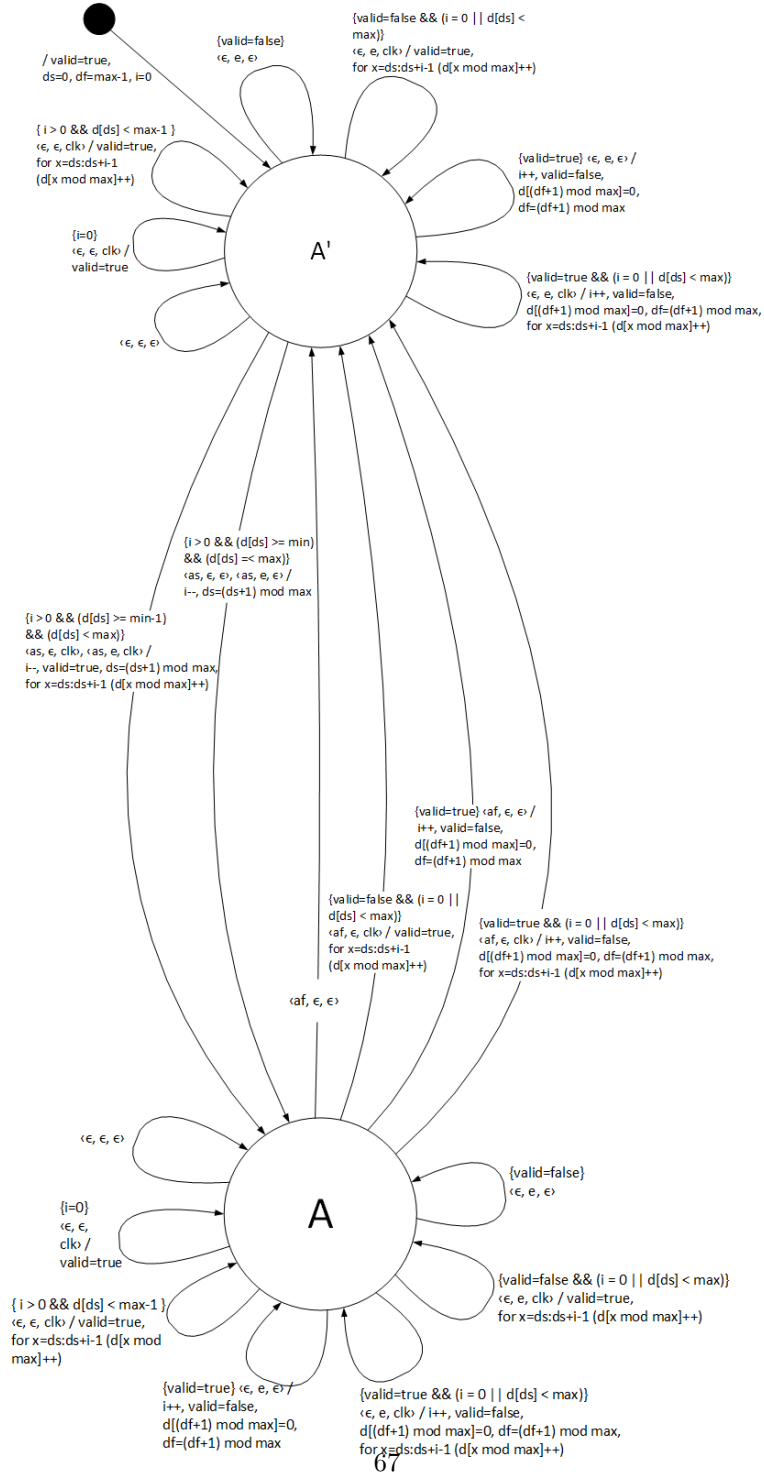 / valid=true,
ds=0, df=max-1, i=0
{valid=false}
‹ϵ, e, ϵ›
{valid=false && (i = 0 || d[ds] <
max)}
‹ϵ, e, clk› / valid=true,
for x=ds:ds+i-1 (d[x mod max]++)
{ i > 0 && d[ds] < max-1 }
‹ϵ, ϵ, clk› / valid=true,
for x=ds:ds+i-1
(d[x mod max]++)
{valid=true} ‹ϵ, e, ϵ› /
i++, valid=false,
d[(df+1) mod max]=0,
df=(df+1) mod max
{i=0}
‹ϵ, ϵ, clk› /
valid=true
A'
{valid=true && (i = 0 || d[ds] < max)}
‹ϵ, e, clk› / i++, valid=false,
d[(df+1) mod max]=0, df=(df+1) mod max,
for x=ds:ds+i-1 (d[x mod max]++)
‹ϵ, ϵ, ϵ›
{i > 0 && (d[ds] >= min)
&& (d[ds] =< max)}
‹as, ϵ, ϵ›, ‹as, e, ϵ› /
i--, ds=(ds+1) mod max
{i > 0 && (d[ds] >= min-1)
&& (d[ds] < max)}
‹as, ϵ, clk›, ‹as, e, clk› /
i--, valid=true, ds=(ds+1) mod max,
for x=ds:ds+i-1 (d[x mod max]++)
{valid=true} ‹af, ϵ, ϵ› /
i++, valid=false,
d[(df+1) mod max]=0,
df=(df+1) mod max
{valid=false && (i = 0 ||
d[ds] < max)}
‹af, ϵ, clk› / valid=true,
for x=ds:ds+i-1
(d[x mod max]++)
{valid=true && (i = 0 || d[ds] < max)}
‹af, ϵ, clk› / i++, valid=false,
d[(df+1) mod max]=0, df=(df+1) mod max,
for x=ds:ds+i-1 (d[x mod max]++)
‹af, ϵ, ϵ›
‹ϵ, ϵ, ϵ›
{valid=false}
‹ϵ, e, ϵ›
{i=0}
‹ϵ, ϵ,
clk› /
valid=true
A
{valid=false && (i = 0 || d[ds] < max)}
‹ϵ, e, clk› / valid=true,
for x=ds:ds+i-1 (d[x mod max]++)
{ i > 0 && d[ds] < max-1 }
‹ϵ, ϵ, clk› / valid=true,
for x=ds:ds+i-1 (d[x mod
max]++)
{valid=true} ‹ϵ, e, ϵ› /
i++, valid=false,
d[(df+1) mod max]=0,
df=(df+1) mod max
{valid=true && (i = 0 || d[ds] < max)}
‹ϵ, e, clk› / i++, valid=false,
d[(df+1) mod max]=0, df=(df+1) mod max,
for x=ds:ds+i-1 (d[x mod max]++)
67